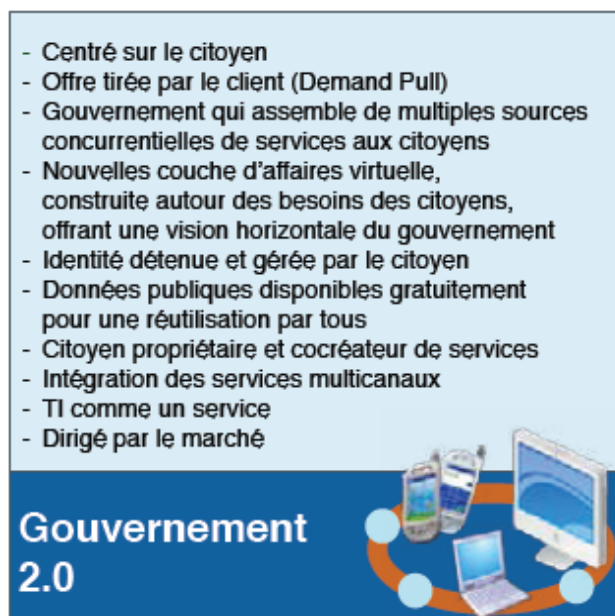 - Centré sur le citoyen
- Offre tirée par le client (Demand Pull)
- Gouvernement qui assemble de multiples sources
concurrentielles de services aux citoyens
- Nouvelles couche d'affaires virtuelle,
construite autour des besoins des citoyens,
offrant une vision horizontale du gouvernement
- Identité détenue et gérée par le citoyen
- Données publiques disponibles gratuitement
pour une réutilisation par tous
- Citoyen propriétaire et cocréateur de services
- Intégration des services multicanaux
- TI comme un service
- Dirigé par le marché
Gouvernement
2.0